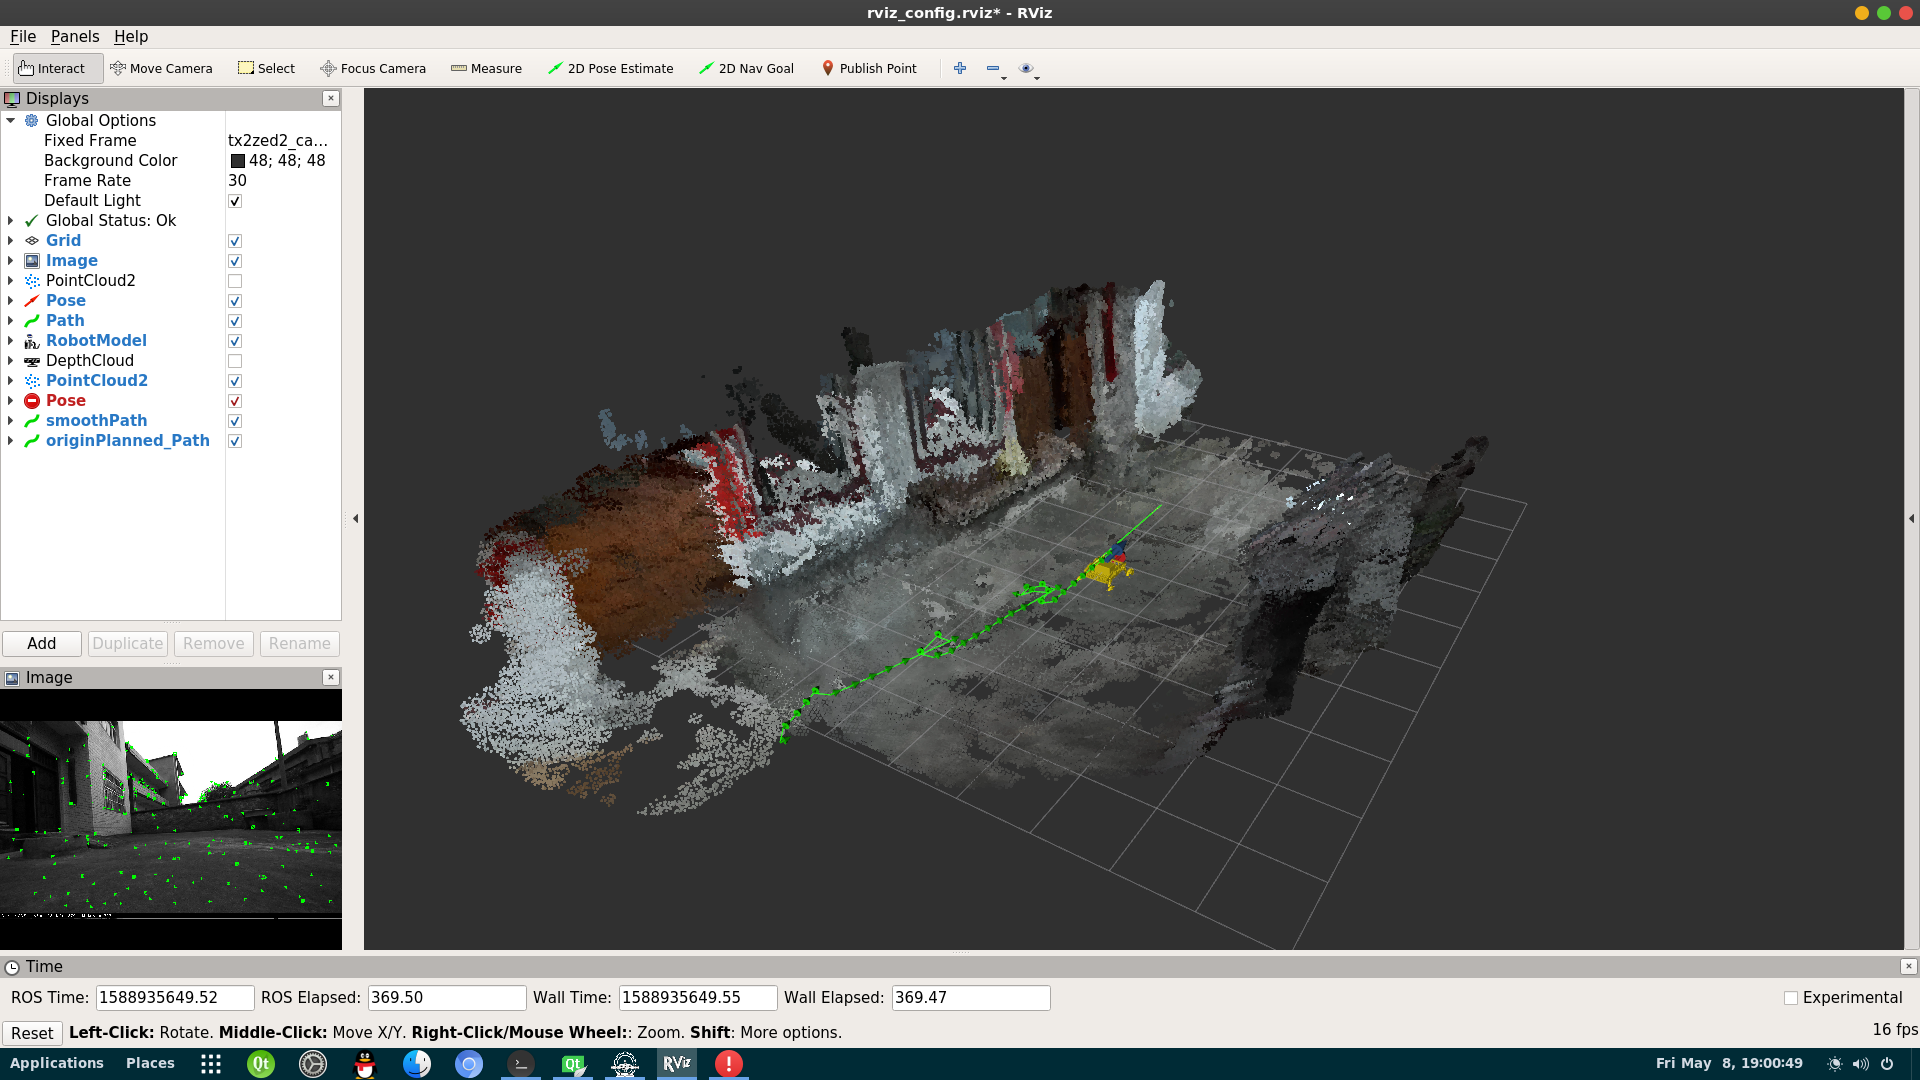 rviz_config.rviz* - RViz
File Panels Help
Interact Move Camera Select Focus Camera Measure 2D Pose Estimate 2D Nav Goal Publish Point
Displays
Global Options
Fixed Frame tx2zed2_ca...
Background Color 48; 48; 48
Frame Rate 30
Default Light
Global Status: Ok
Grid
Image
PointCloud2
Pose
Path
RobotModel
DepthCloud
PointCloud2
Pose
smoothPath
originPlanned_Path
Add Duplicate Remove Rename
Image
Time
ROS Time: 1588935649.52 ROS Elapsed: 369.50 Wall Time: 1588935649.55 Wall Elapsed: 369.47 Experimental
Reset Left-Click: Rotate. Middle-Click: Move X/Y. Right-Click/Mouse Wheel:: Zoom. Shift: More options. 16 fps
Applications Places Qt Qt RViz Fri May 8, 19:00:49